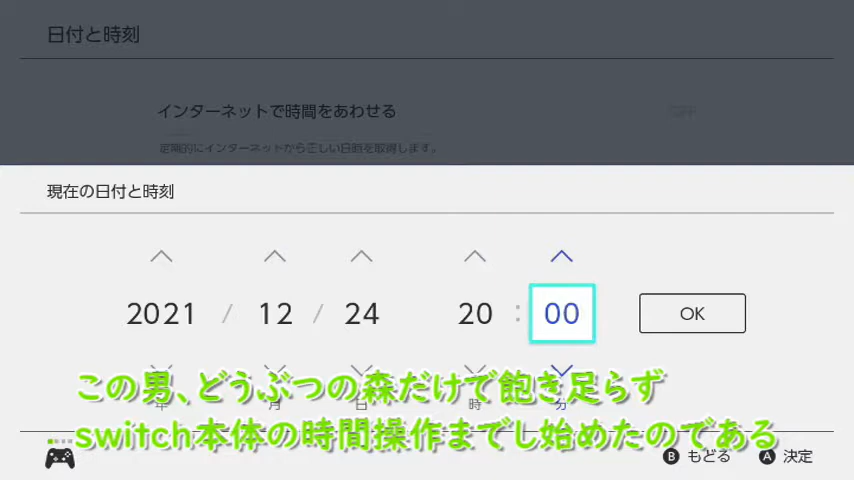 日付と時刻
インターネットで時間をあわせる
定期的にインターネットから正しい日時を取得します。
現在の日付と時刻
2021 / 12 / 24 20 : 00 OK
年 月 日 時 分
この男、どうぶつの森だけで飽き足らず
switch本体の時間操作までし始めたのである
B もどる A 決定